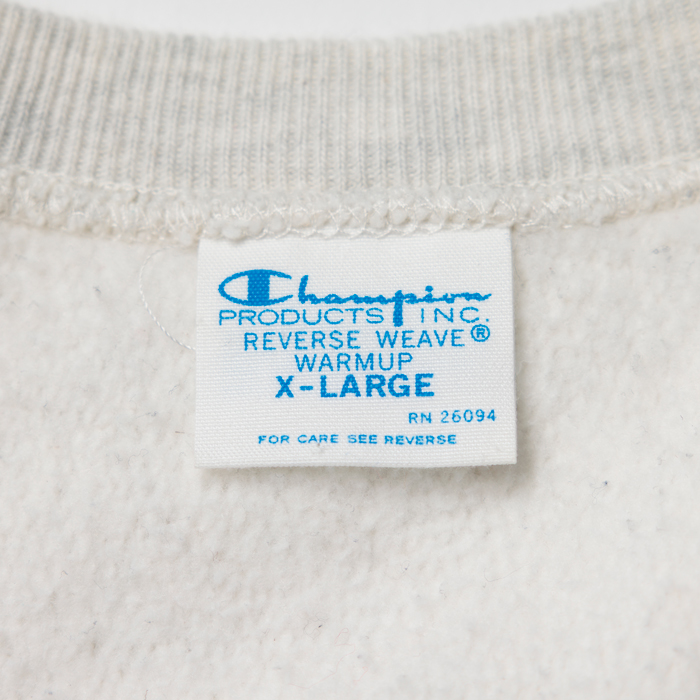 Champion
PRODUCTS INC.
REVERSE WEAVE®
WARMUP
X-LARGE
RN 26094
FOR CARE SEE REVERSE